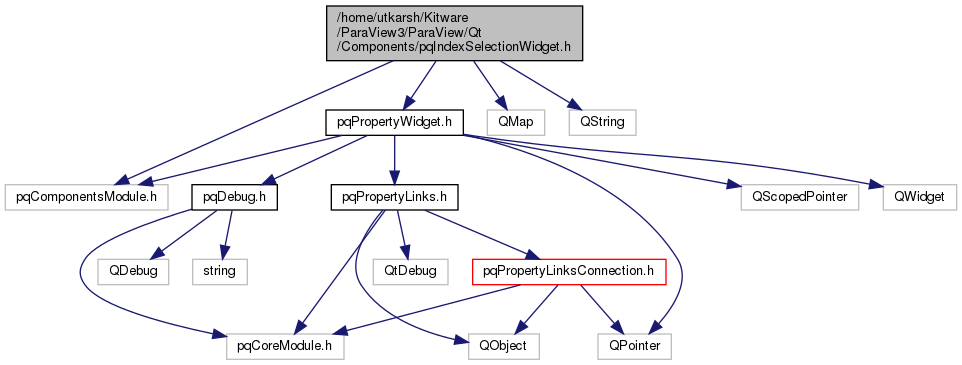 /home/utkarsh/Kitware
/ParaView3/ParaView/Qt
/Components/pqIndexSelectionWidget.h
pqPropertyWidget.h
QMap
QString
pqComponentsModule.h
pqDebug.h
pqPropertyLinks.h
QScopedPointer
QWidget
QDebug
string
QtDebug
pqPropertyLinksConnection.h
pqCoreModule.h
QObject
QPointer